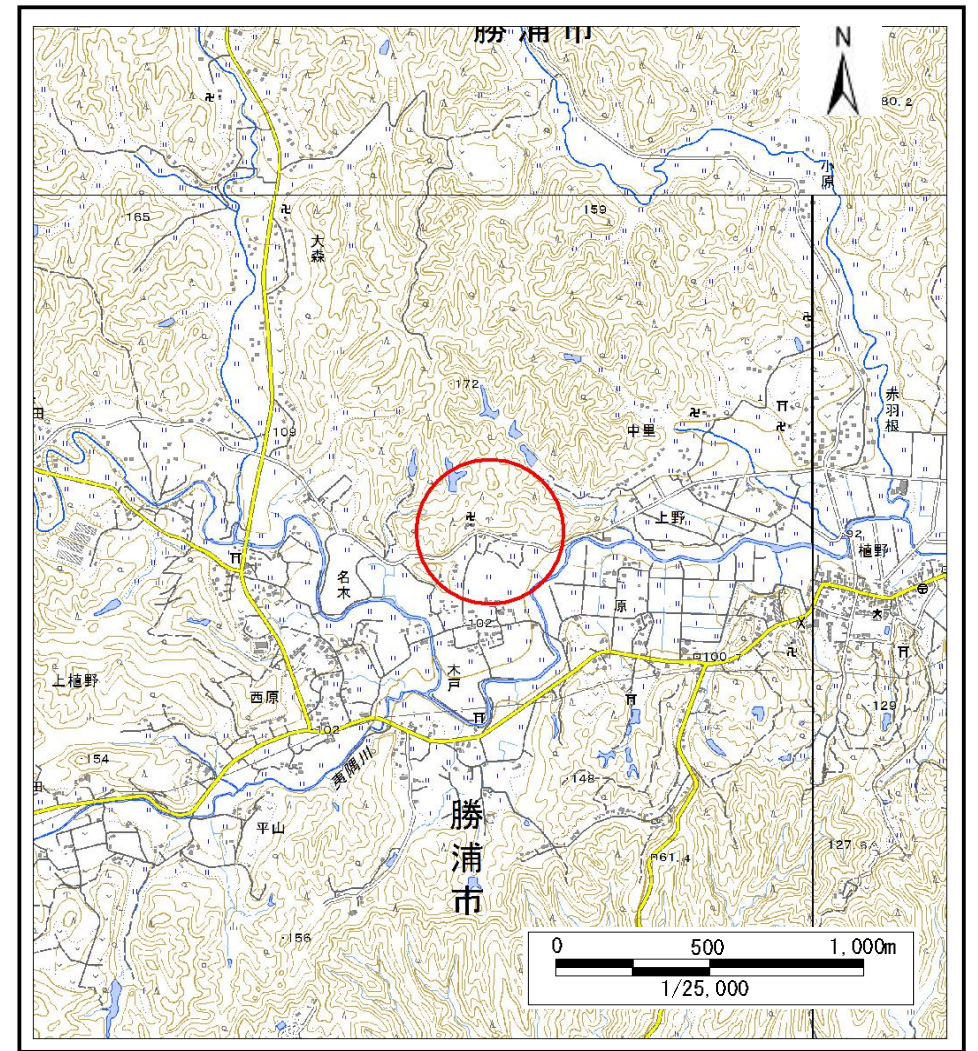 勝浦市
N
80.2
小原
165
159
大森
赤羽根
172
中里
田
109
上野
92
植野
名木
原
102
木戸
100
上植野
西原
129
102
154
夷隅川
148
勝浦市
平山
127.5
161.4
156
0 500 1,000m
1/25,000